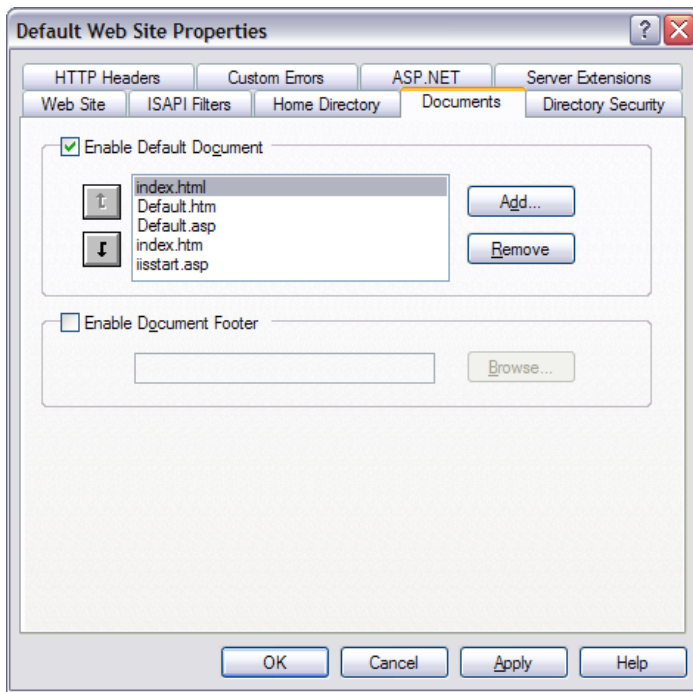 Default Web Site Properties
HTTP Headers Custom Errors ASP.NET Server Extensions
Web Site ISAPI Filters Home Directory Documents Directory Security
Enable Default Document
index.html
Default.htm
Default.asp
index.htm
iisstart.asp
Add...
Remove
Enable Document Footer
Browse...
OK Cancel Apply Help